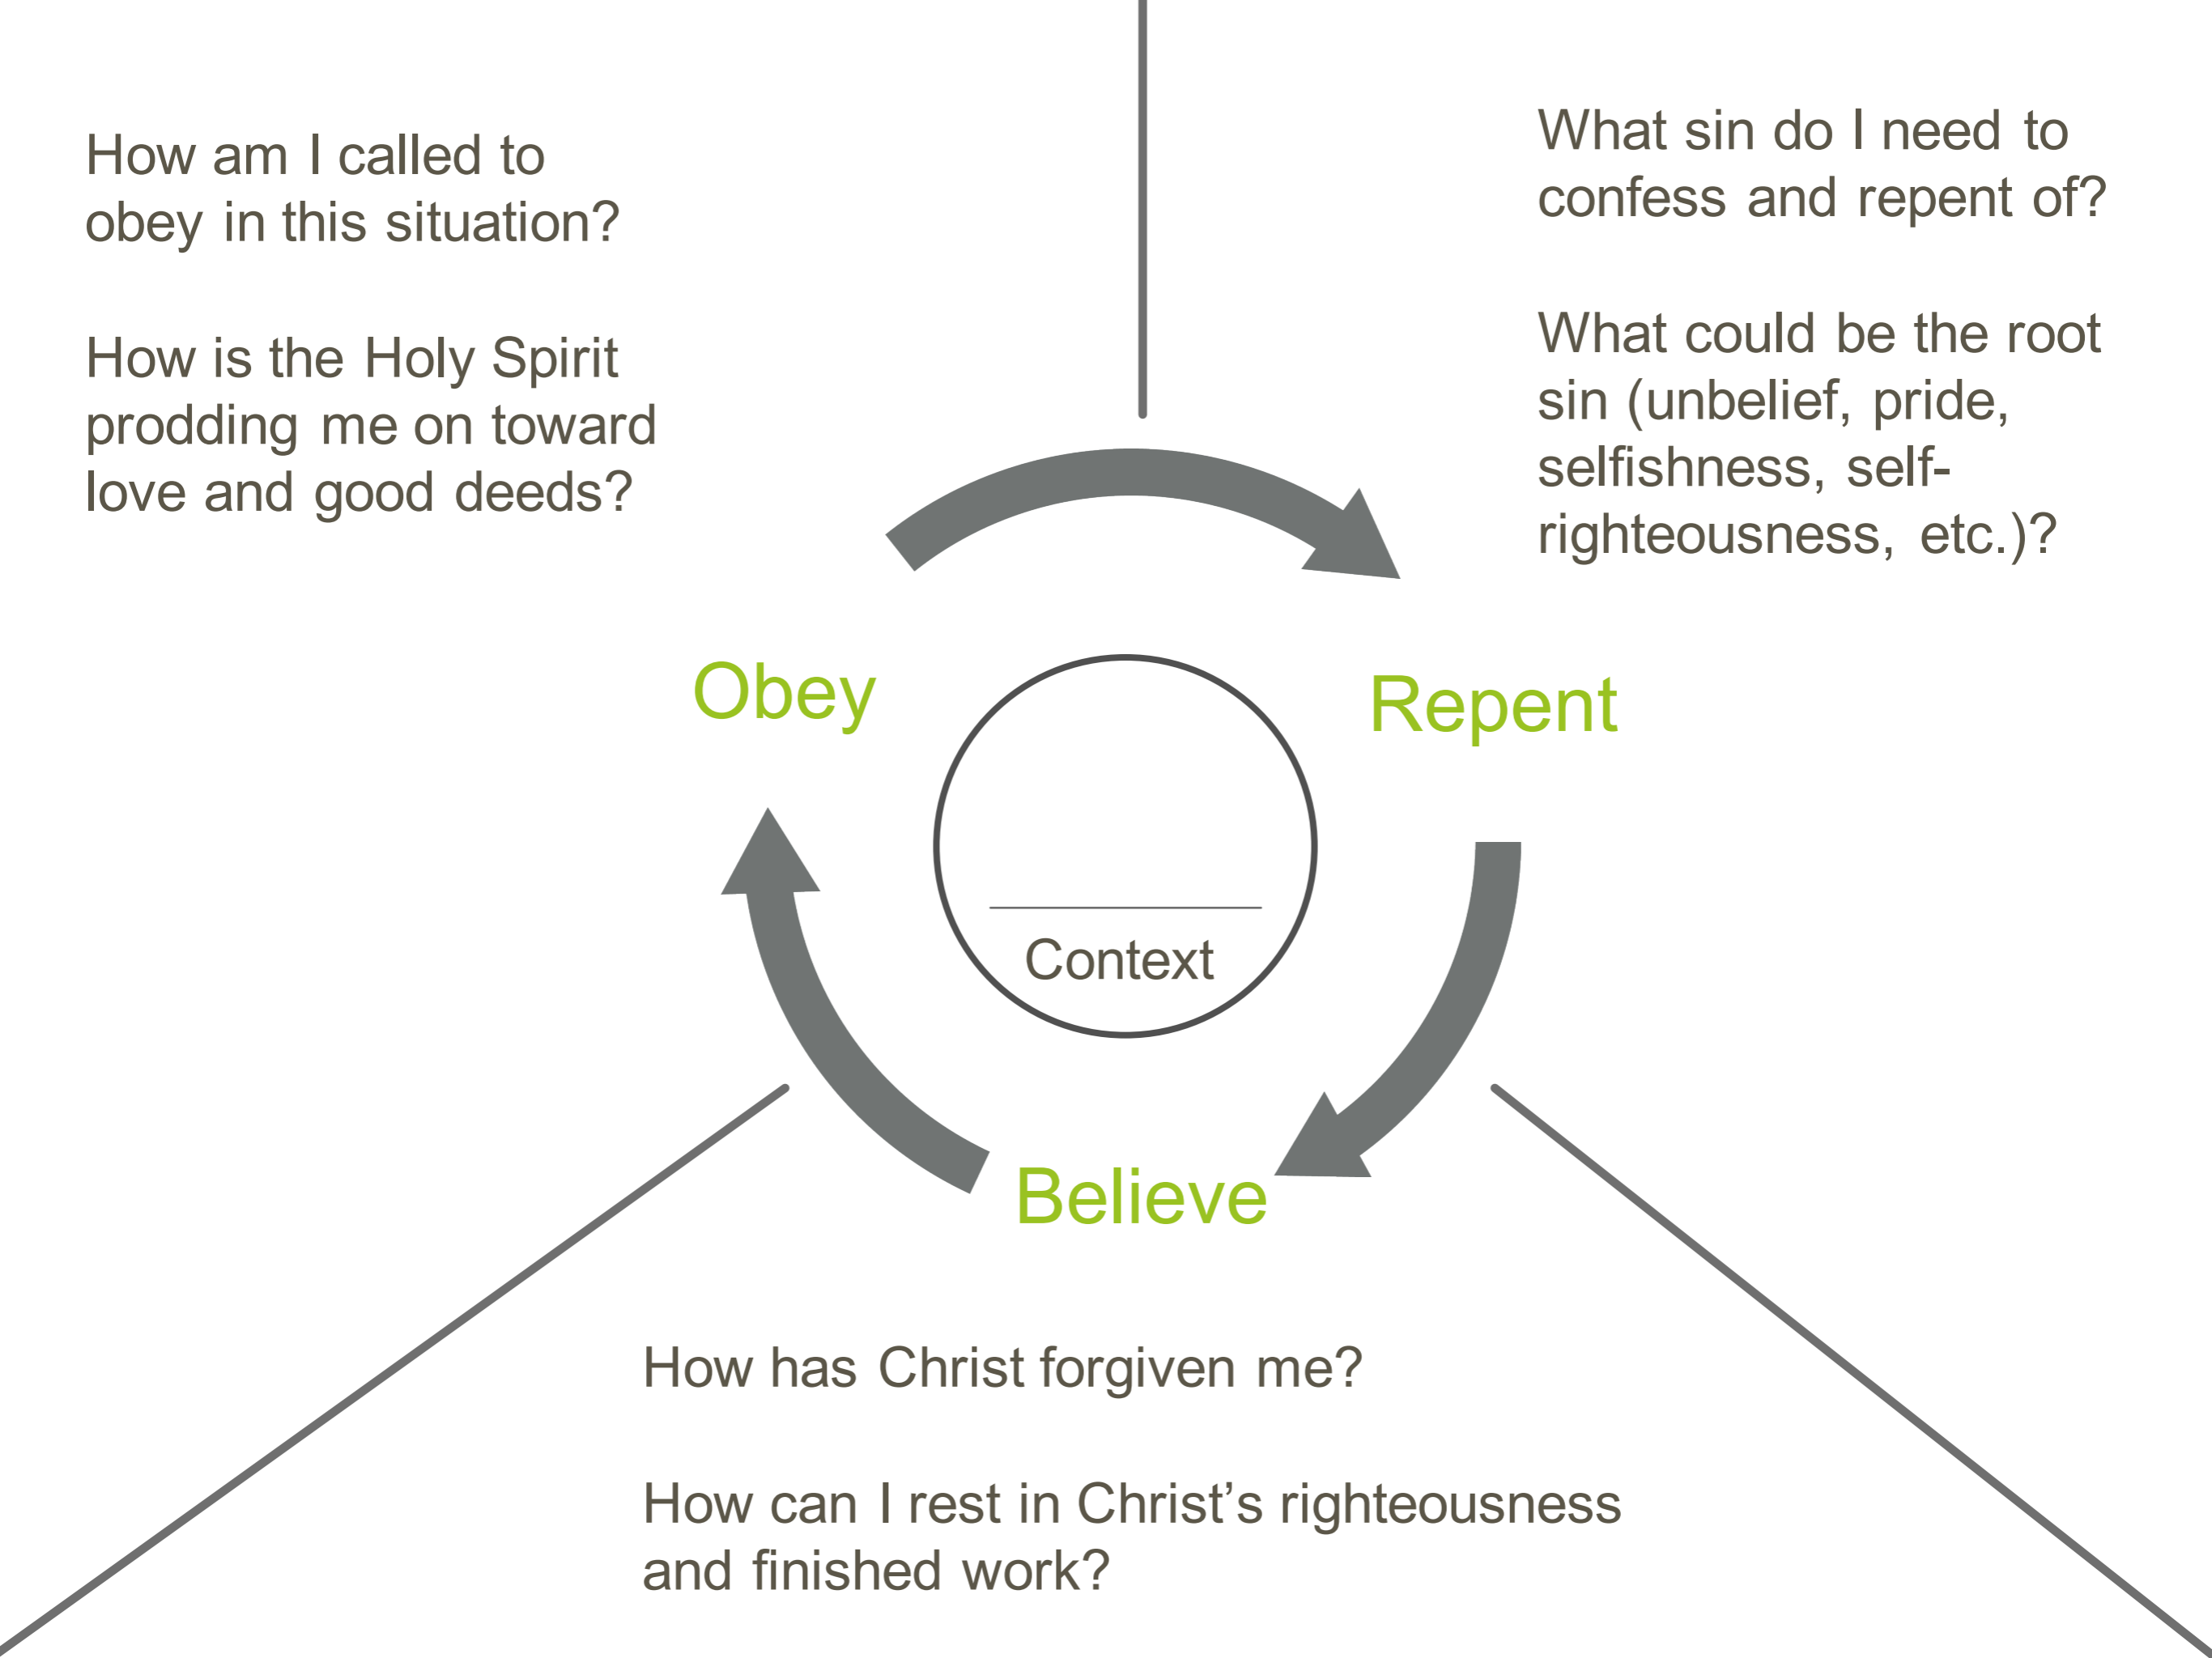 How am I called to
obey in this situation?
How is the Holy Spirit
prodding me on toward
love and good deeds?
What sin do I need to
confess and repent of?
What could be the root
sin (unbelief, pride,
selfishness, self-
righteousness, etc.)?
Obey
Repent
Context
Believe
How has Christ forgiven me?
How can I rest in Christ’s righteousness
and finished work?